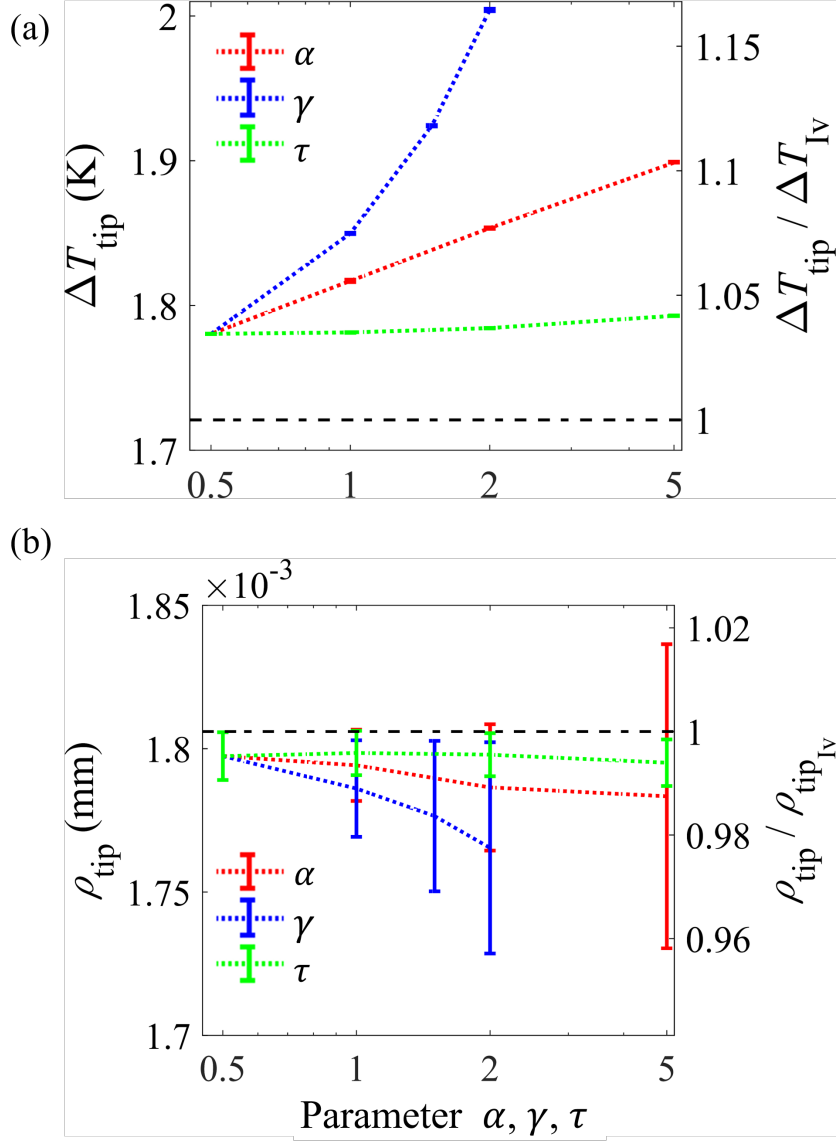 (a)
ΔT_tip (K)
2
1.9
1.8
1.7
α
γ
τ
1.15
1.1
1.05
1
ΔT_tip / ΔT_Iv
0.5 1 2 5
(b)
×10^-3
ρ_tip (mm)
1.85
1.8
1.75
1.7
α
γ
τ
1.02
1
0.98
0.96
ρ_tip / ρ_tip_Iv
0.5 1 2 5
Parameter α, γ, τ